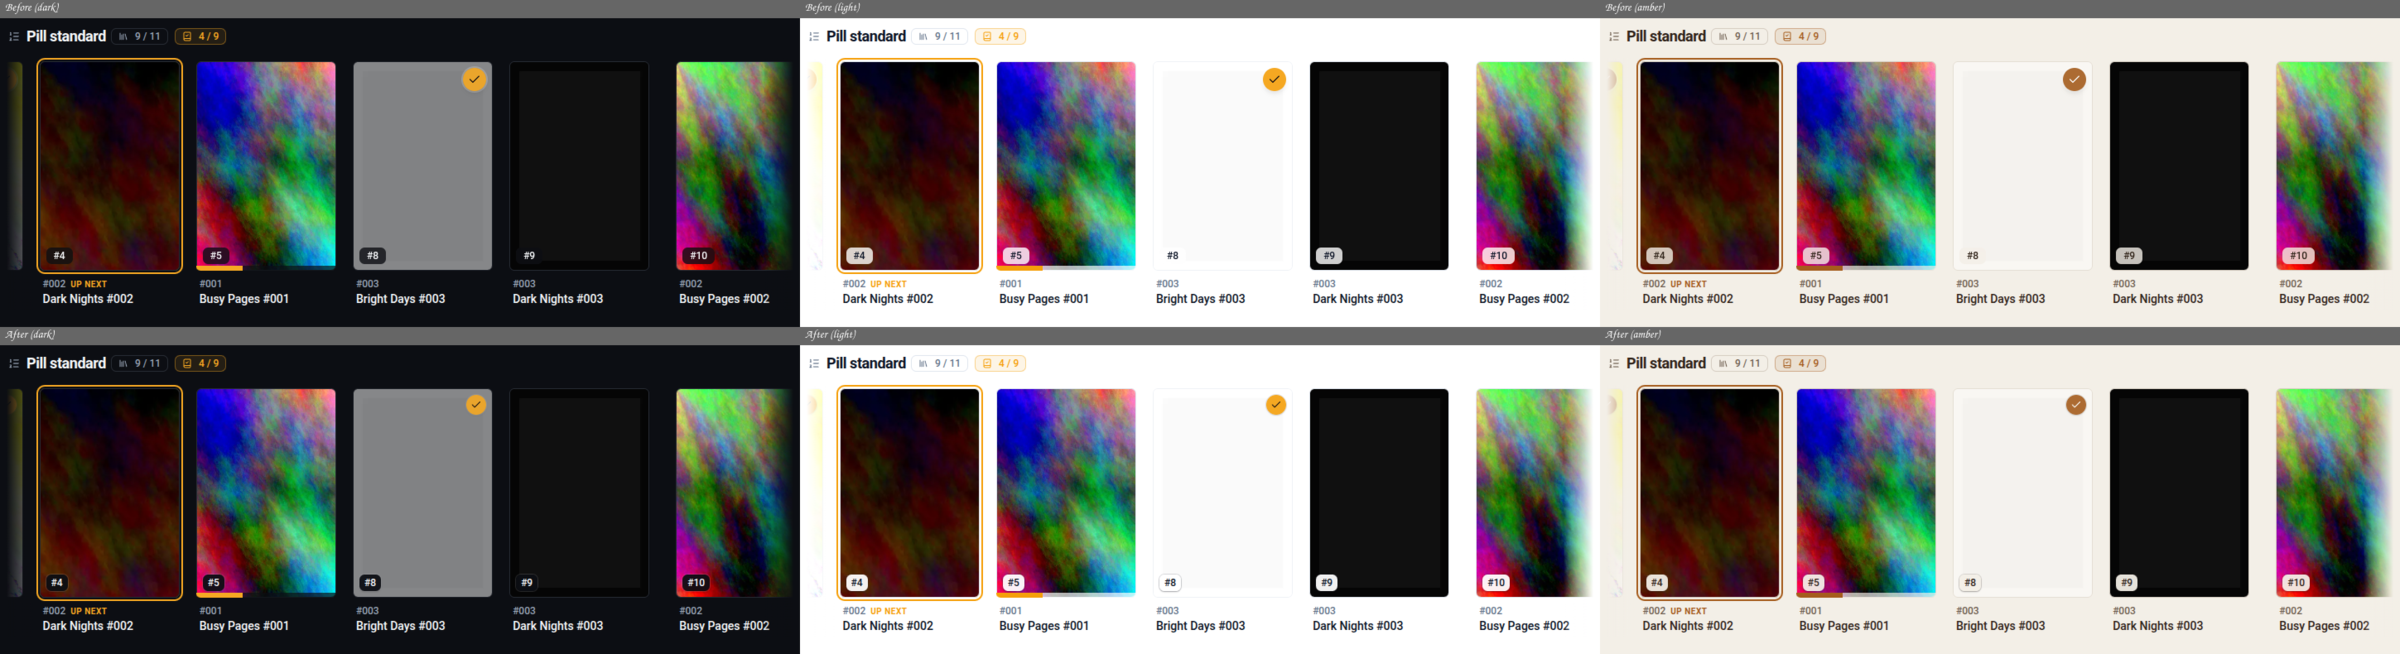 Before (dark)
Pill standard 9 / 11 4 / 9
#4 #5 #8 #9 #10
#002 UP NEXT #001 #003 #003 #002
Dark Nights #002 Busy Pages #001 Bright Days #003 Dark Nights #003 Busy Pages #002
Before (light)
Pill standard 9 / 11 4 / 9
#4 #5 #8 #9 #10
#002 UP NEXT #001 #003 #003 #002
Dark Nights #002 Busy Pages #001 Bright Days #003 Dark Nights #003 Busy Pages #002
Before (amber)
Pill standard 9 / 11 4 / 9
#4 #5 #8 #9 #10
#002 UP NEXT #001 #003 #003 #002
Dark Nights #002 Busy Pages #001 Bright Days #003 Dark Nights #003 Busy Pages #002
After (dark)
Pill standard 9 / 11 4 / 9
#4 #5 #8 #9 #10
#002 UP NEXT #001 #003 #003 #002
Dark Nights #002 Busy Pages #001 Bright Days #003 Dark Nights #003 Busy Pages #002
After (light)
Pill standard 9 / 11 4 / 9
#4 #5 #8 #9 #10
#002 UP NEXT #001 #003 #003 #002
Dark Nights #002 Busy Pages #001 Bright Days #003 Dark Nights #003 Busy Pages #002
After (amber)
Pill standard 9 / 11 4 / 9
#4 #5 #8 #9 #10
#002 UP NEXT #001 #003 #003 #002
Dark Nights #002 Busy Pages #001 Bright Days #003 Dark Nights #003 Busy Pages #002